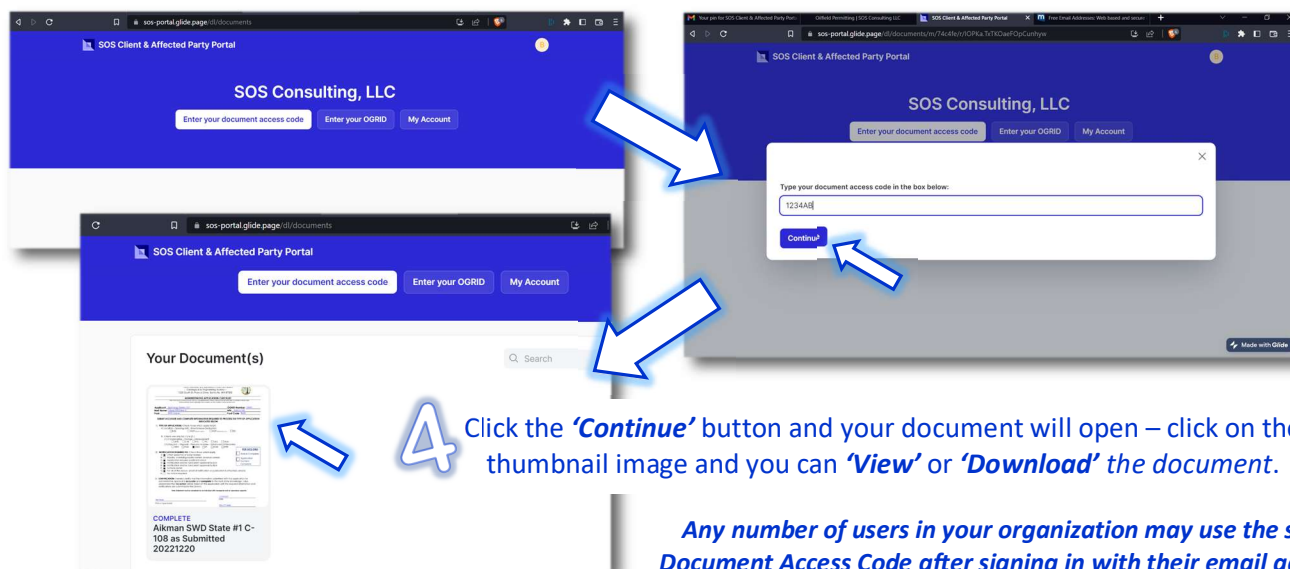 sos-portal.glide.page/dl/documents
SOS Client & Affected Party Portal
B
SOS Consulting, LLC
Enter your document access code Enter your OGRID My Account
Your pin for SOS Client & Affected Party Port Oilfield Permitting | SOS Consulting LLC SOS Client & Affected Party Portal Free Email Addresses: Web based and secure
sos-portal.glide.page/dl/documents/m/74c4fe/r/
SOS Client & Affected Party Portal
B
SOS Consulting, LLC
Enter your document access code Enter your OGRID My Account
Type your document access code in the box below:
1234AB
Continue
Made with Glide
sos-portal.glide.page/dl/documents
SOS Client & Affected Party Portal
Enter your document access code Enter your OGRID My Account
Your Document(s)
Search
COMPLETE
Aikman SWD State #1 C-
108 as Submitted
20221220
4
Click the 'Continue' button and your document will open – click on the
thumbnail image and you can 'View' or 'Download' the document.
Any number of users in your organization may use the s
Document Access Code after signing in with their email a